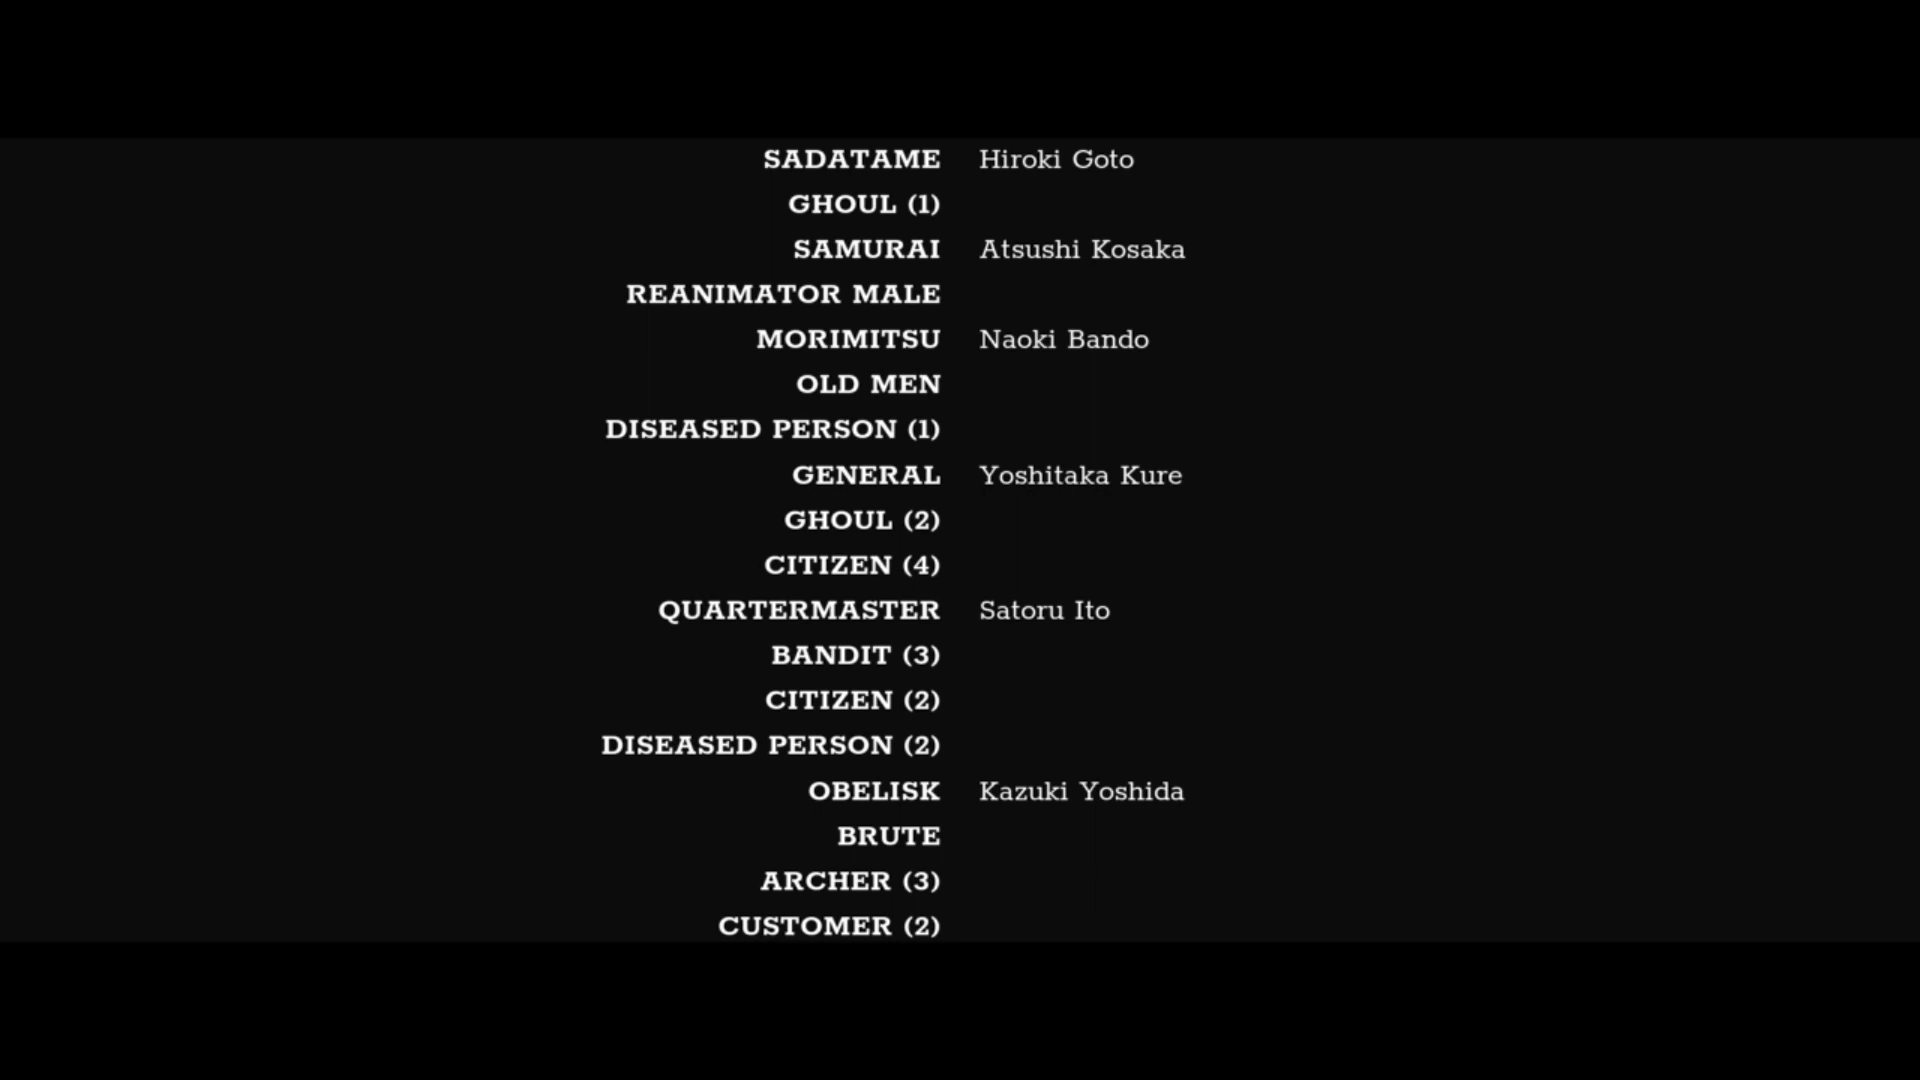 SADATAME Hiroki Goto
GHOUL (1)
SAMURAI Atsushi Kosaka
REANIMATOR MALE
MORIMITSU Naoki Bando
OLD MEN
DISEASED PERSON (1)
GENERAL Yoshitaka Kure
GHOUL (2)
CITIZEN (4)
QUARTERMASTER Satoru Ito
BANDIT (3)
CITIZEN (2)
DISEASED PERSON (2)
OBELISK Kazuki Yoshida
BRUTE
ARCHER (3)
CUSTOMER (2)